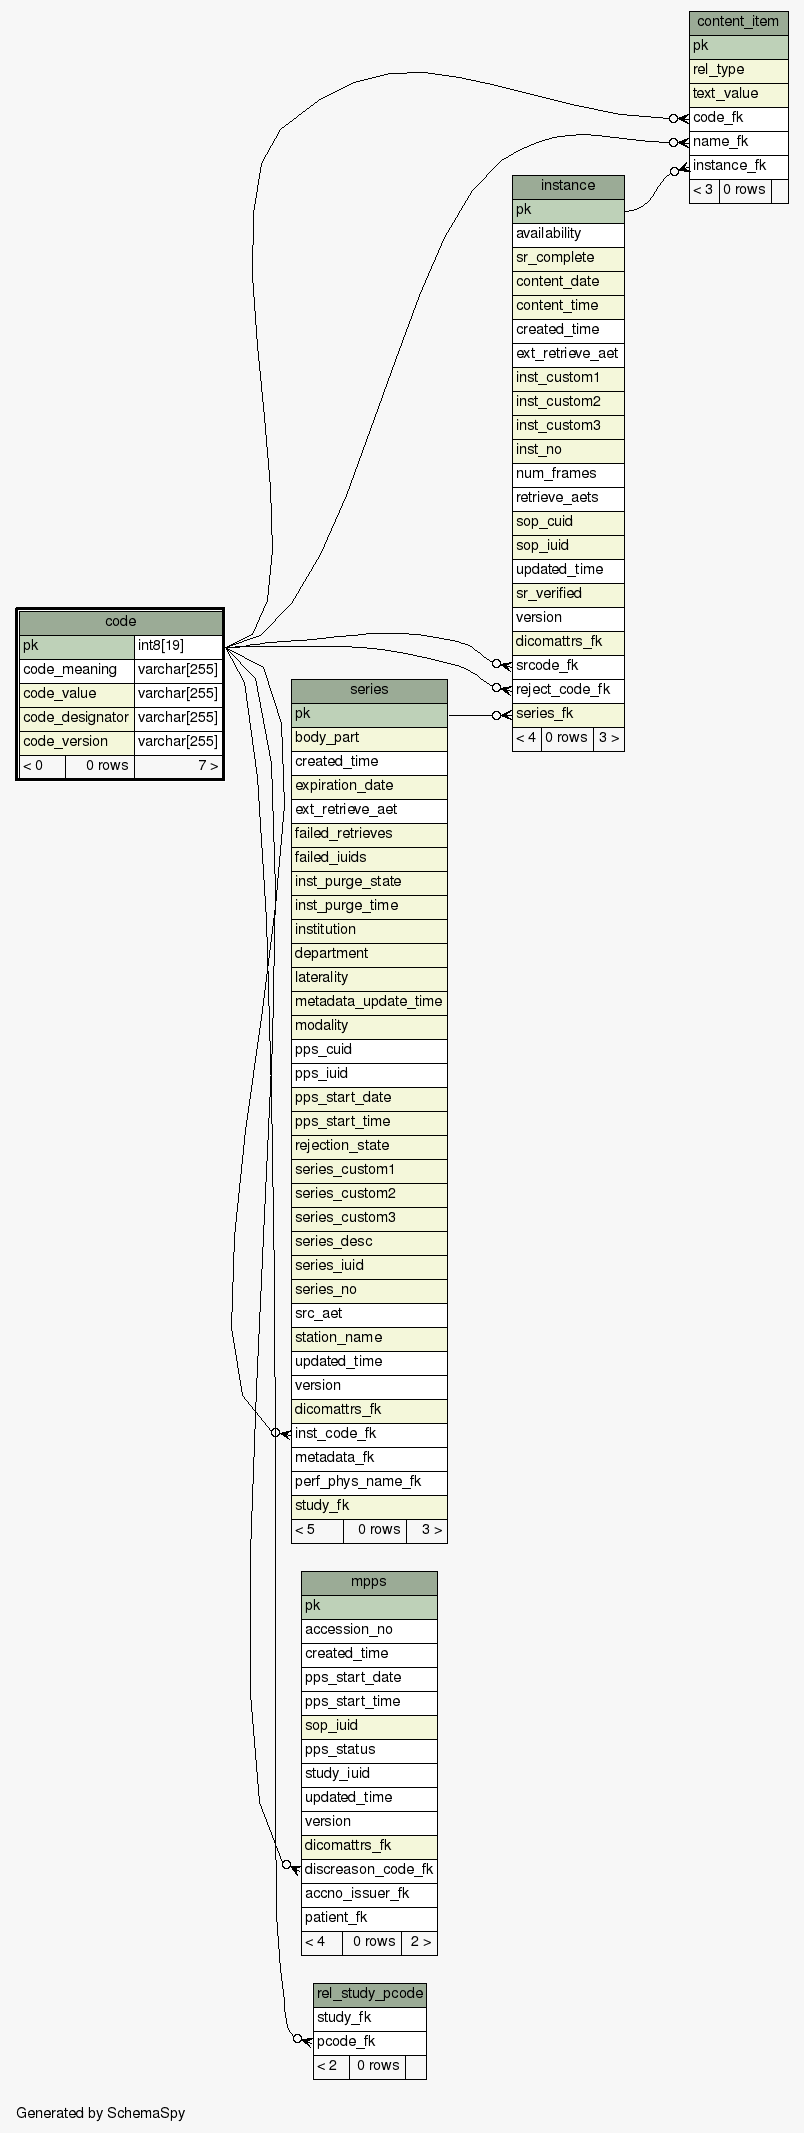 content_item
pk
rel_type
text_value
code_fk
name_fk
instance_fk
< 3 0 rows
instance
pk
availability
sr_complete
content_date
content_time
created_time
ext_retrieve_aet
inst_custom1
inst_custom2
inst_custom3
inst_no
num_frames
retrieve_aets
sop_cuid
sop_iuid
updated_time
sr_verified
version
dicomattrs_fk
srcode_fk
reject_code_fk
series_fk
< 4 0 rows 3 >
code
pk int8[19]
code_meaning varchar[255]
code_value varchar[255]
code_designator varchar[255]
code_version varchar[255]
< 0 0 rows 7 >
series
pk
body_part
created_time
expiration_date
ext_retrieve_aet
failed_retrieves
failed_iuids
inst_purge_state
inst_purge_time
institution
department
laterality
metadata_update_time
modality
pps_cuid
pps_iuid
pps_start_date
pps_start_time
rejection_state
series_custom1
series_custom2
series_custom3
series_desc
series_iuid
series_no
src_aet
station_name
updated_time
version
dicomattrs_fk
inst_code_fk
metadata_fk
perf_phys_name_fk
study_fk
< 5 0 rows 3 >
mpps
pk
accession_no
created_time
pps_start_date
pps_start_time
sop_iuid
pps_status
study_iuid
updated_time
version
dicomattrs_fk
discreason_code_fk
accno_issuer_fk
patient_fk
< 4 0 rows 2 >
rel_study_pcode
study_fk
pcode_fk
< 2 0 rows
Generated by SchemaSpy